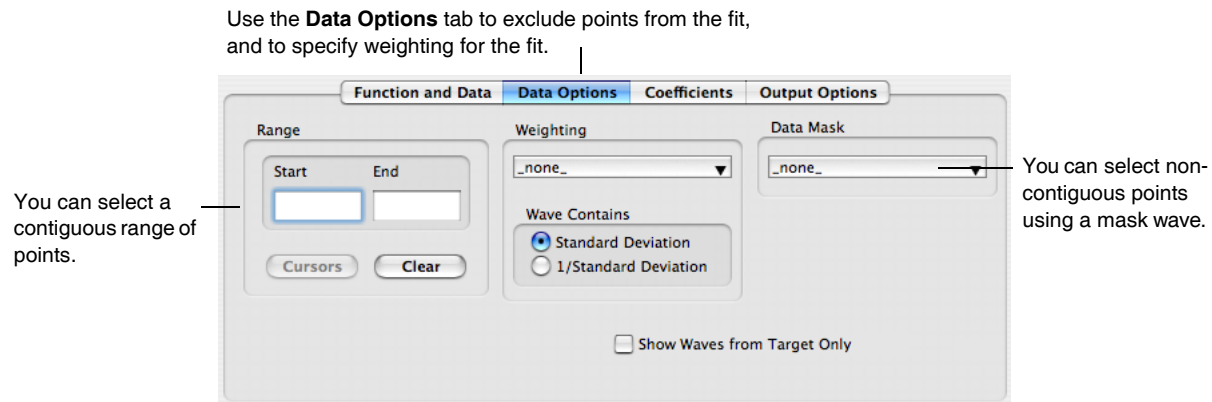 Use the Data Options tab to exclude points from the fit,
and to specify weighting for the fit.
Function and Data Data Options Coefficients Output Options
Range
Start End
Cursors Clear
You can select a
contiguous range of
points.
Weighting
_none_
Wave Contains
Standard Deviation
1/Standard Deviation
Data Mask
_none_
You can select non-
contiguous points
using a mask wave.
Show Waves from Target Only